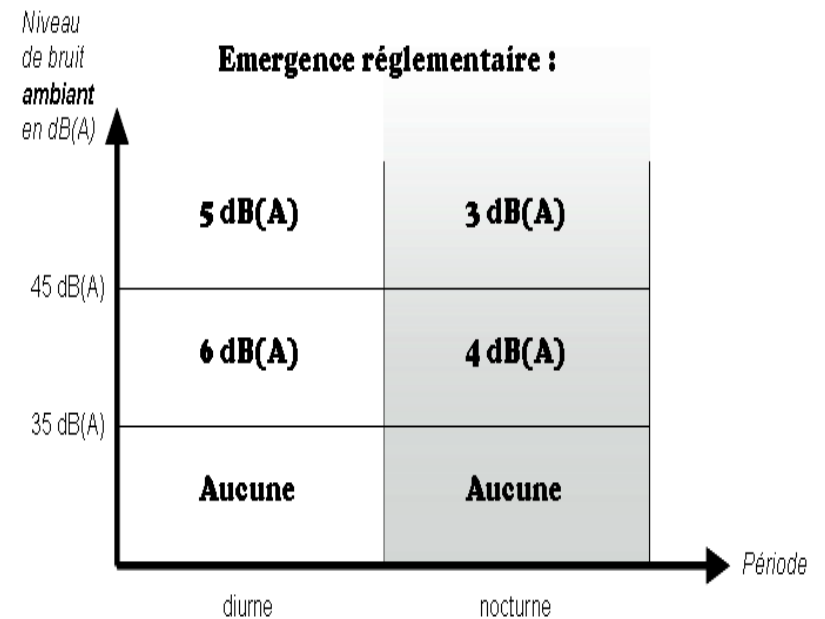 Niveau
de bruit
ambiant
en dB(A)
Emergence réglementaire :
5 dB(A) 3 dB(A)
45 dB(A)
6 dB(A) 4 dB(A)
35 dB(A)
Aucune Aucune
Période
diurne nocturne